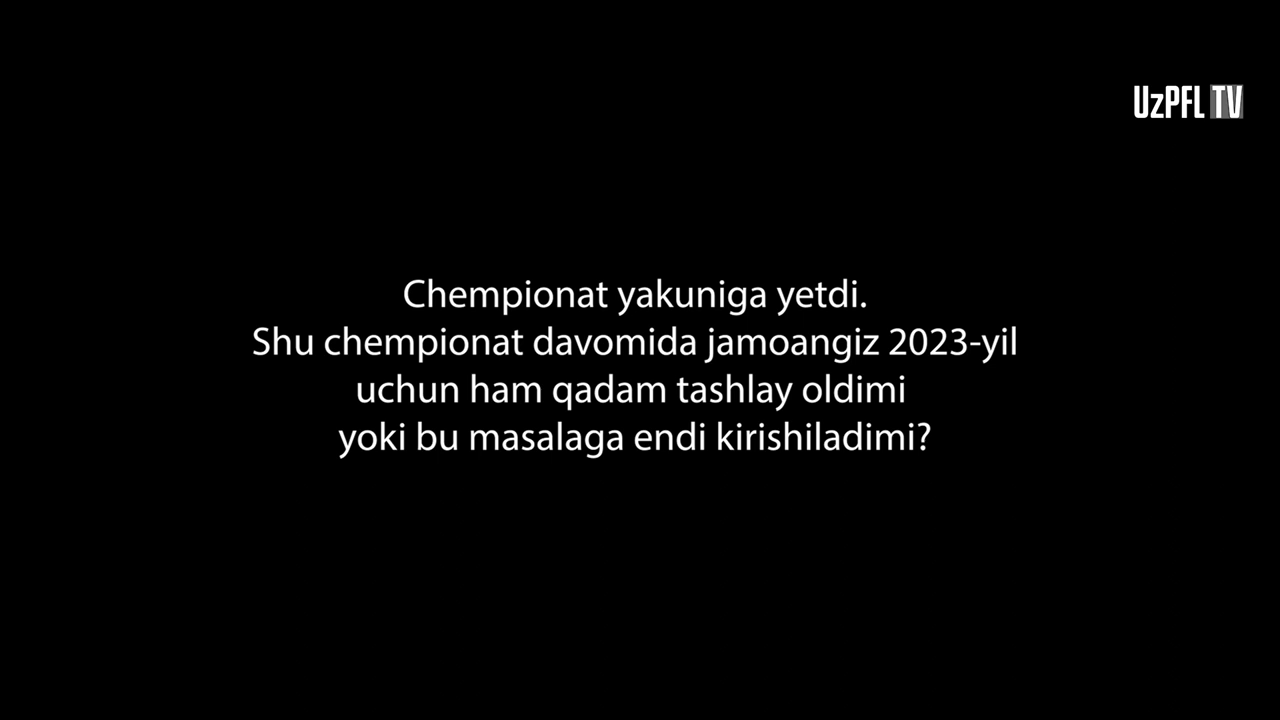 UzPFL TV
Chempionat yakuniga yetdi.
Shu chempionat davomida jamoangiz 2023-yil
uchun ham qadam tashlay oldimi
yoki bu masalaga endi kirishiladimi?